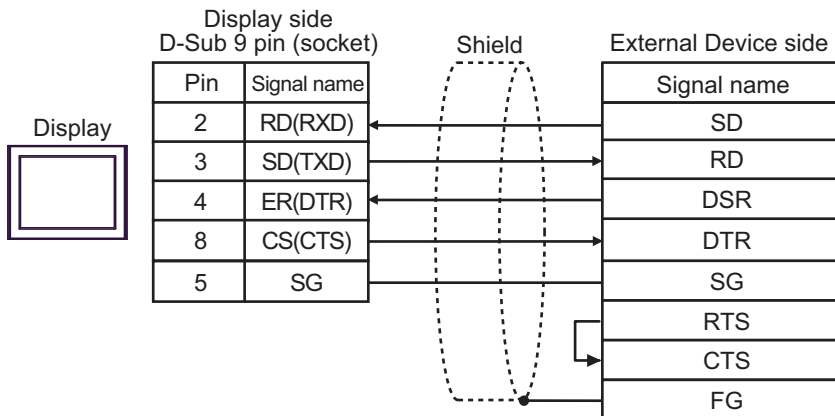 Display side
D-Sub 9 pin (socket)
Shield
External Device side
Display
Pin Signal name
2 RD(RXD)
3 SD(TXD)
4 ER(DTR)
8 CS(CTS)
5 SG
Signal name
SD
RD
DSR
DTR
SG
RTS
CTS
FG